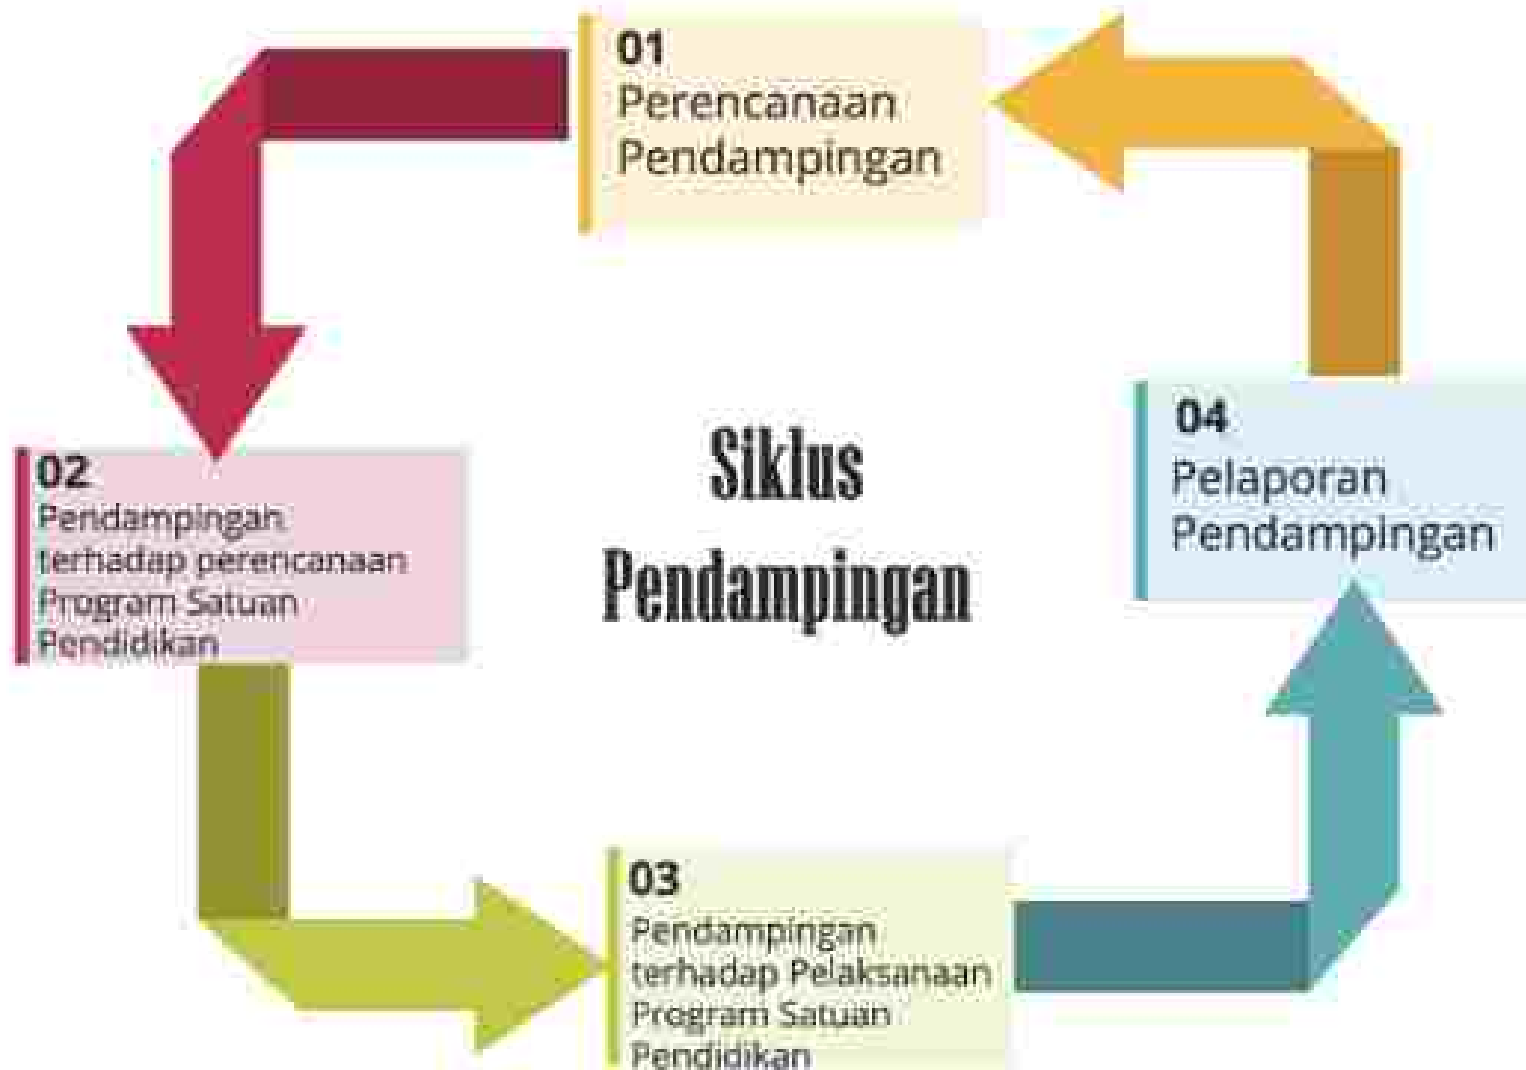 01
Perencanaan
Pendampingan
02
Pendampingan
terhadap perencanaan
Program Satuan
Pendidikan
Siklus
Pendampingan
04
Pelaporan
Pendampingan
03
Pendampingan
terhadap Pelaksanaan
Program Satuan
Pendidikan